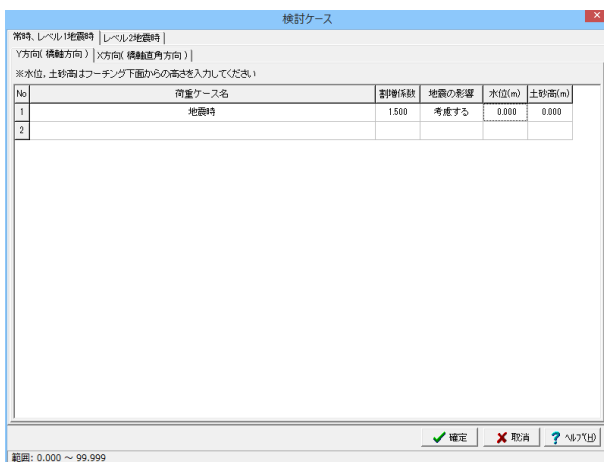 検討ケース
常時、レベル1地震時 レベル2地震時
Y方向( 橋軸方向 ) X方向( 橋軸直角方向 )
※水位, 土砂高はフーチング下面からの高さを入力してください
No 荷重ケース名 割増係数 地震の影響 水位(m) 土砂高(m)
1 地震時 1.500 考慮する 0.000 0.000
2
確定 取消 ヘルプ(H)
範囲: 0.000 ～ 99.999